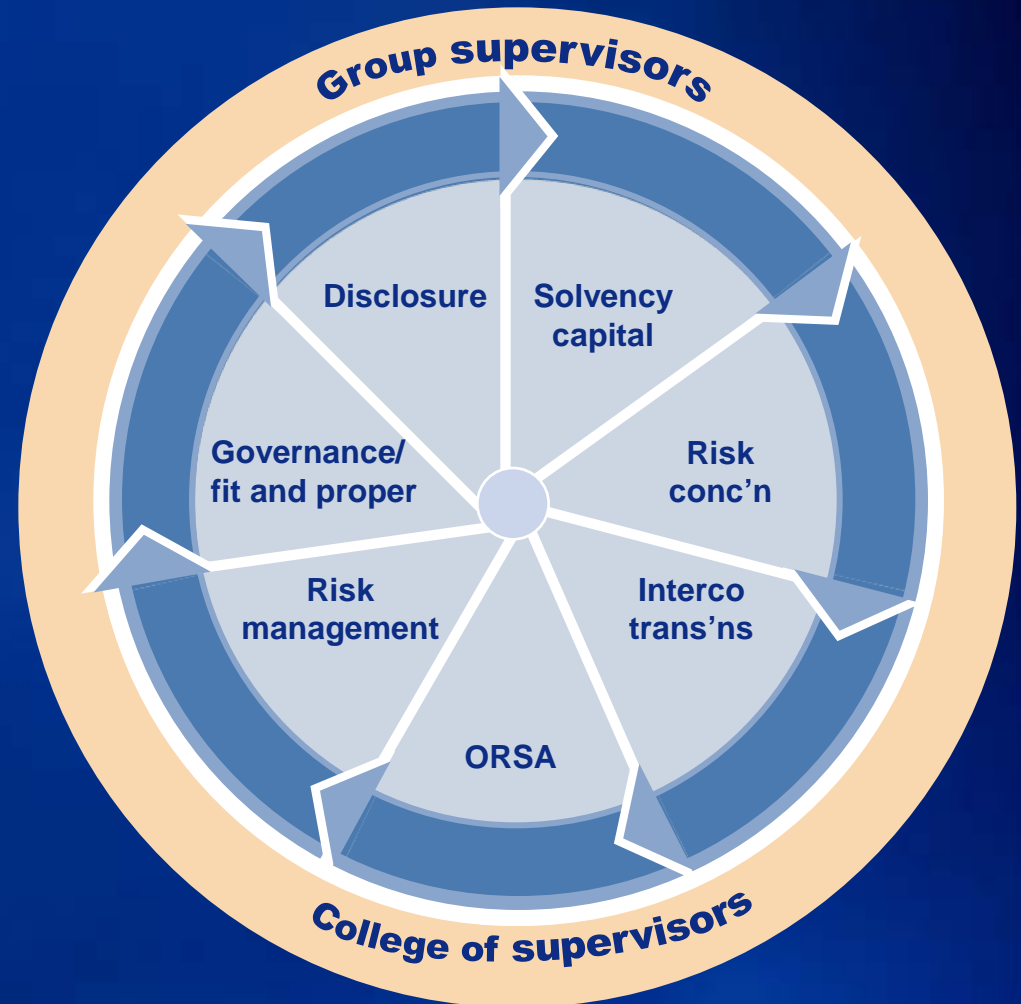 Group supervisors
Disclosure
Solvency
capital
Risk
conc’n
Interco
trans’ns
ORSA
Risk
management
Governance/
fit and proper
College of supervisors